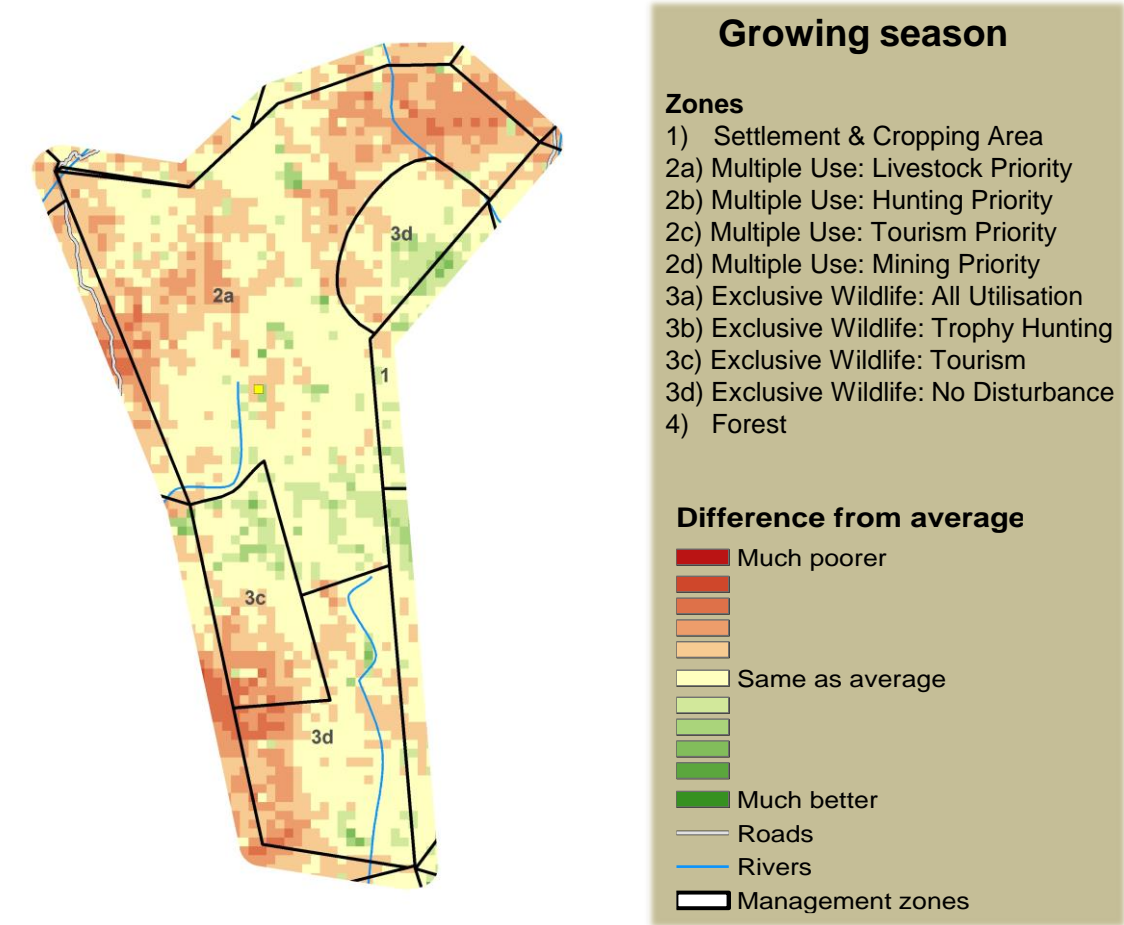 3d
2a
1
3c
3d
Growing season
Zones
1) Settlement & Cropping Area
2a) Multiple Use: Livestock Priority
2b) Multiple Use: Hunting Priority
2c) Multiple Use: Tourism Priority
2d) Multiple Use: Mining Priority
3a) Exclusive Wildlife: All Utilisation
3b) Exclusive Wildlife: Trophy Hunting
3c) Exclusive Wildlife: Tourism
3d) Exclusive Wildlife: No Disturbance
4) Forest
Difference from average
Much poorer
Same as average
Much better
Roads
Rivers
Management zones